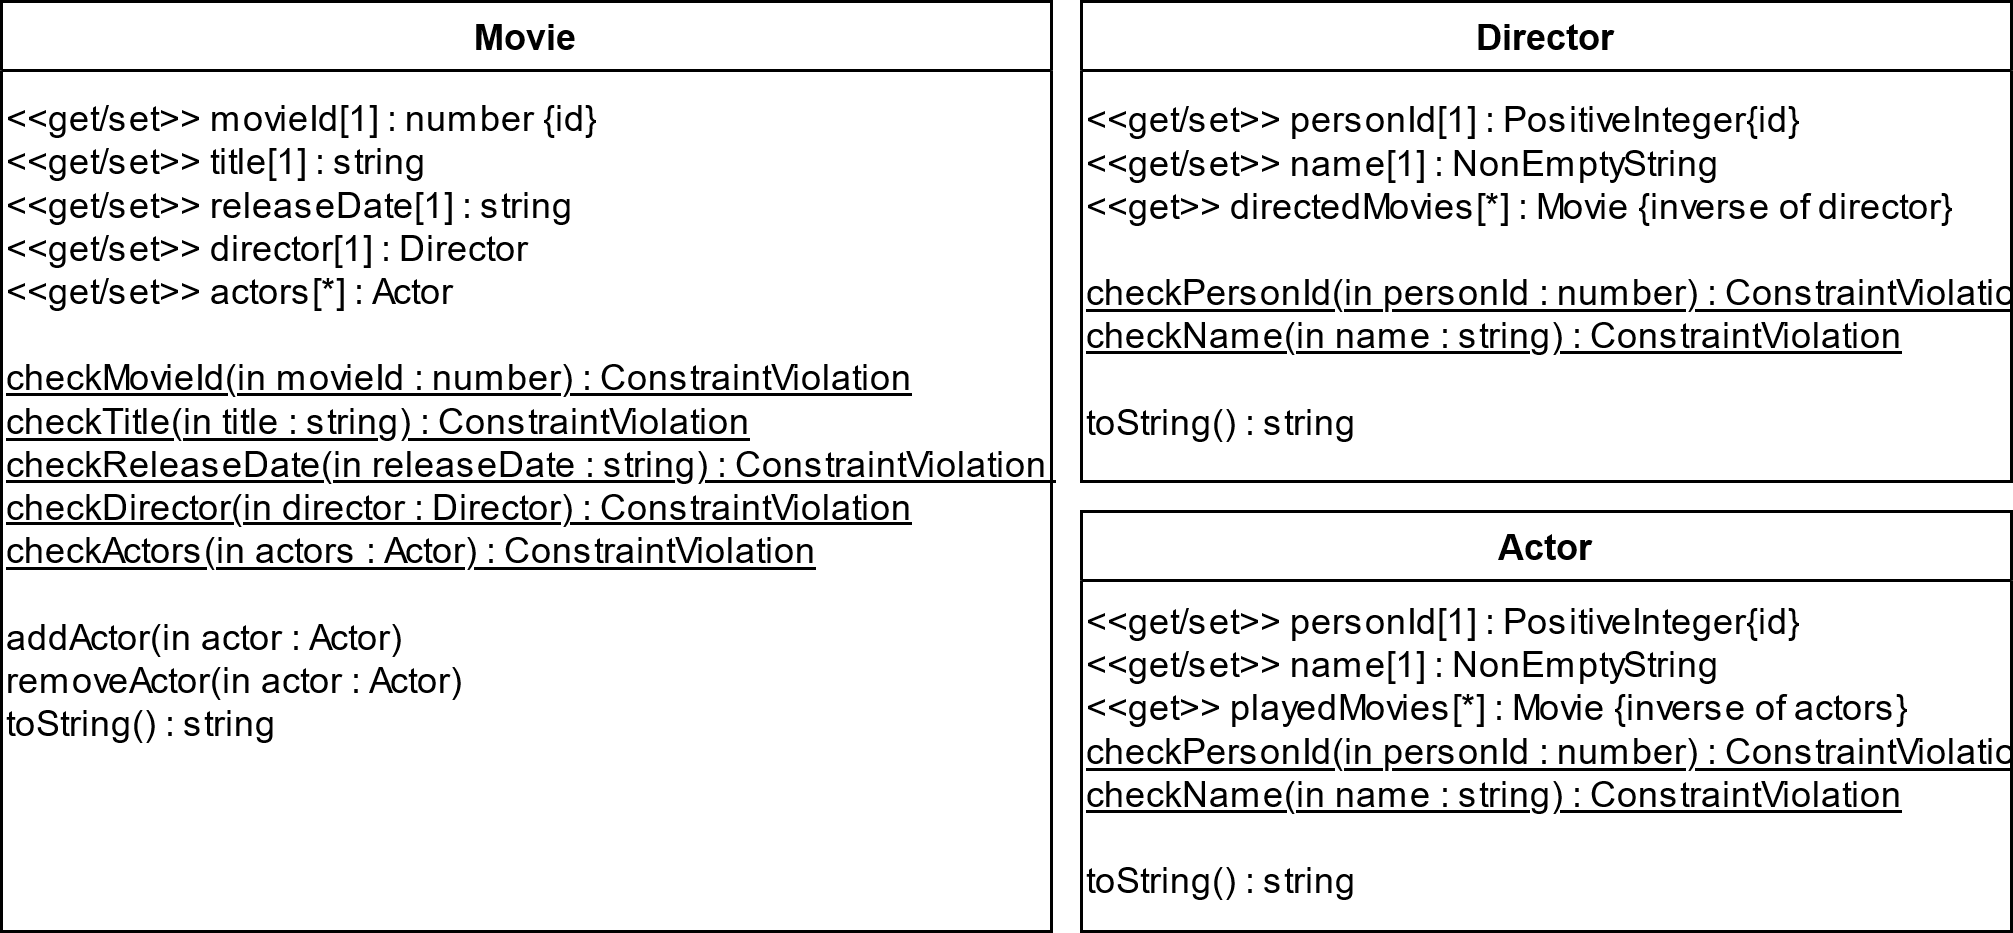 Movie
<<get/set>> movieId[1] : number {id}
<<get/set>> title[1] : string
<<get/set>> releaseDate[1] : string
<<get/set>> director[1] : Director
<<get/set>> actors[*] : Actor
checkMovieId(in movieId : number) : ConstraintViolation
checkTitle(in title : string) : ConstraintViolation
checkReleaseDate(in releaseDate : string) : ConstraintViolation
checkDirector(in director : Director) : ConstraintViolation
checkActors(in actors : Actor) : ConstraintViolation
addActor(in actor : Actor)
removeActor(in actor : Actor)
toString() : string
Director
<<get/set>> personId[1] : PositiveInteger{id}
<<get/set>> name[1] : NonEmptyString
<<get>> directedMovies[*] : Movie {inverse of director}
checkPersonId(in personId : number) : ConstraintViolatio
checkName(in name : string) : ConstraintViolation
toString() : string
Actor
<<get/set>> personId[1] : PositiveInteger{id}
<<get/set>> name[1] : NonEmptyString
<<get>> playedMovies[*] : Movie {inverse of actors}
checkPersonId(in personId : number) : ConstraintViolatio
checkName(in name : string) : ConstraintViolation
toString() : string